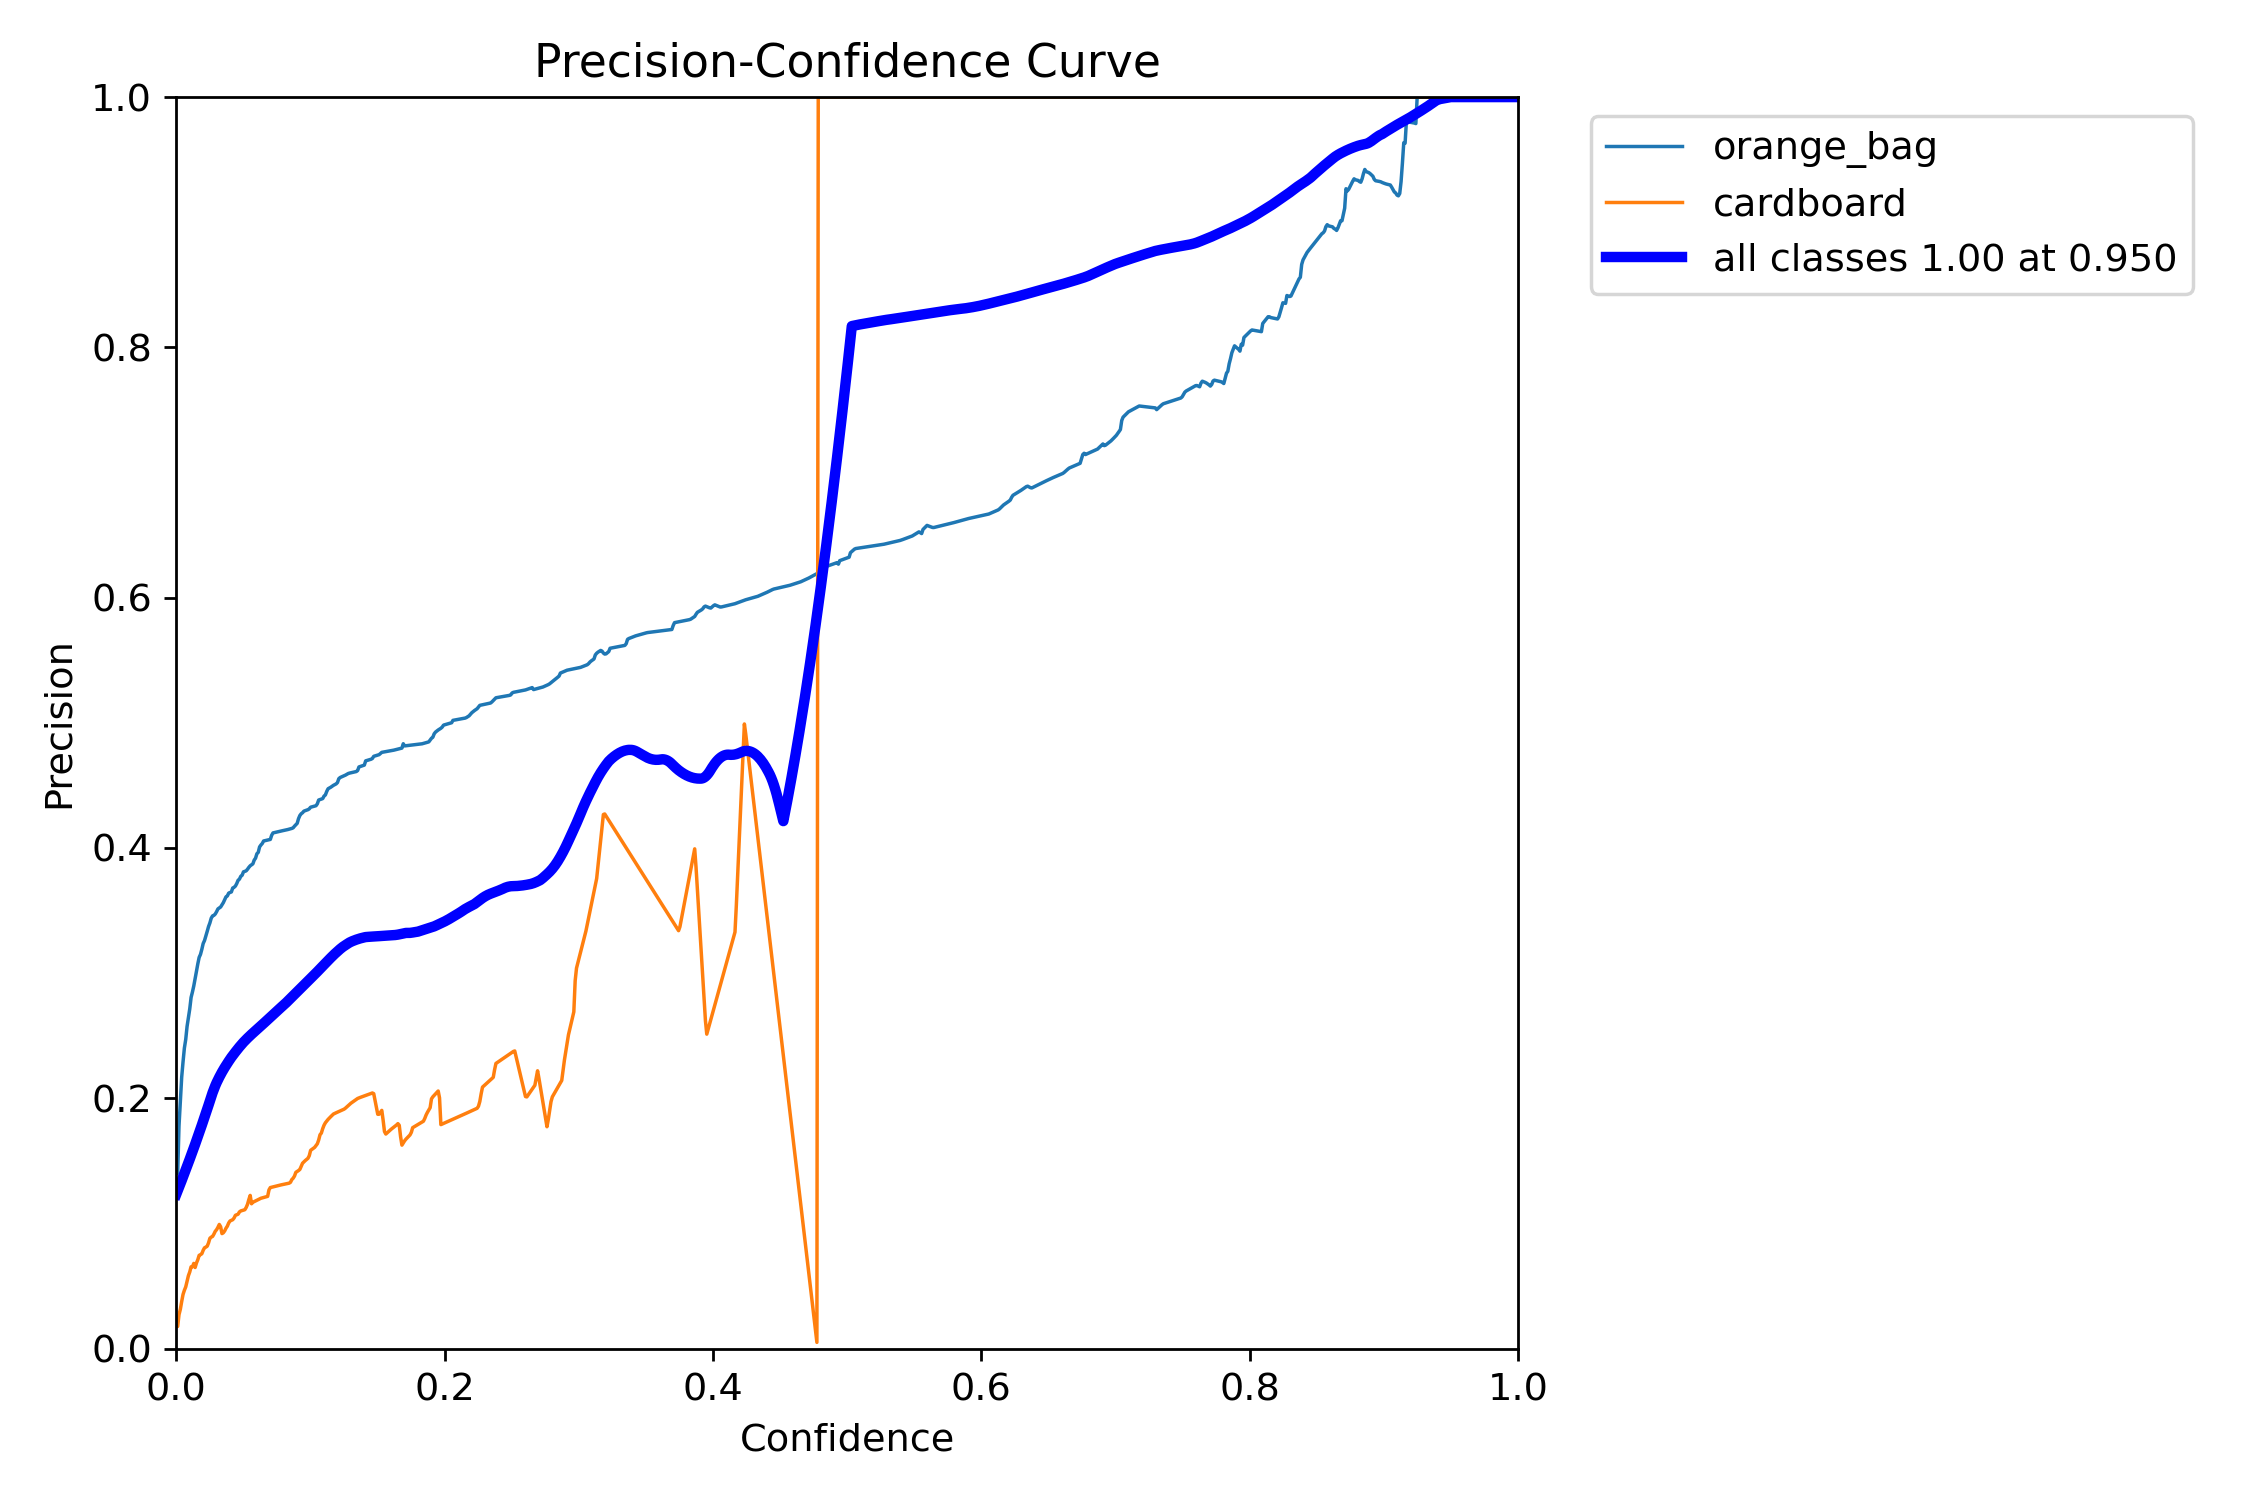 Precision-Confidence Curve
1.0
0.8
0.6
0.4
0.2
0.0
Precision
0.0 0.2 0.4 0.6 0.8 1.0
Confidence
orange_bag
cardboard
all classes 1.00 at 0.950